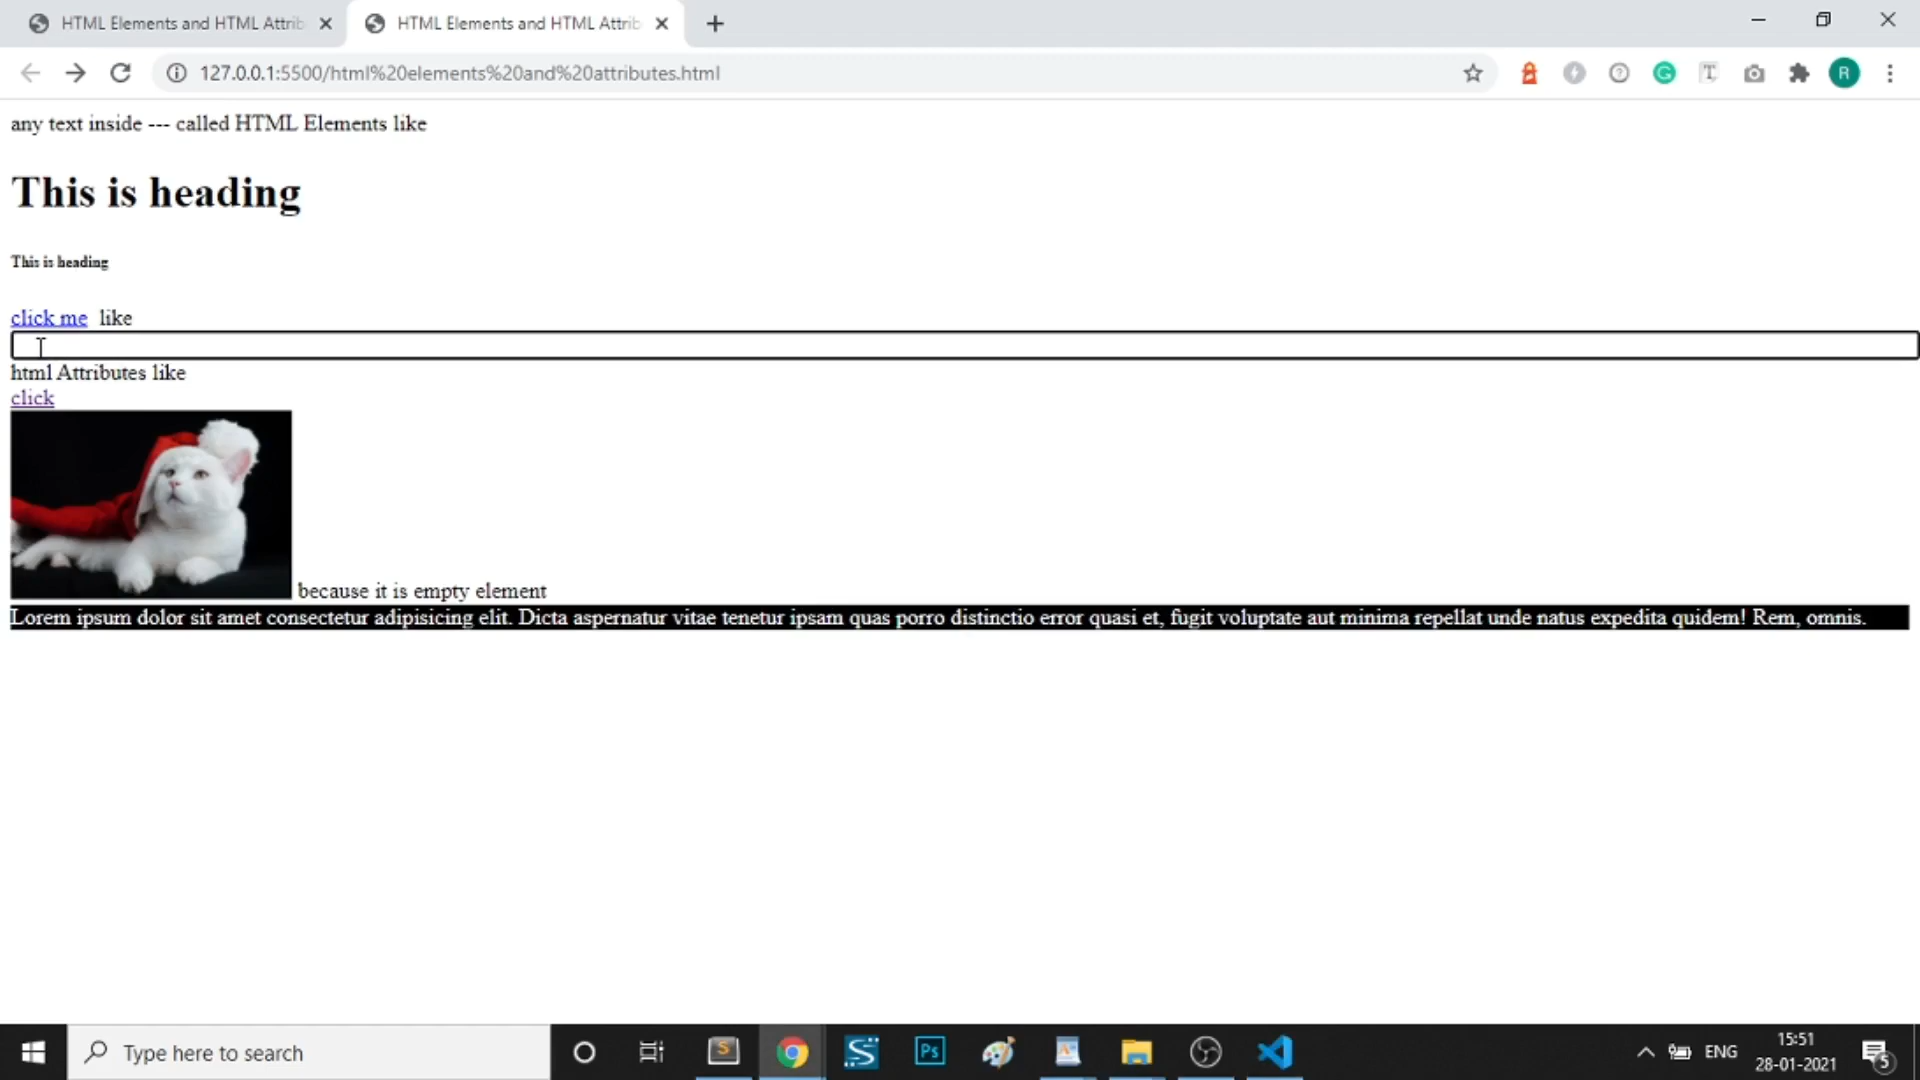 HTML Elements and HTML Attrib
HTML Elements and HTML Attrib
127.0.0.1:5500/html%20elements%20and%20attributes.html
R
any text inside --- called HTML Elements like
This is heading
This is heading
click me like
html Attributes like
click
because it is empty element
Lorem ipsum dolor sit amet consectetur adipisicing elit. Dicta aspernatur vitae tenetur ipsam quas porro distinctio error quasi et, fugit voluptate aut minima repellat unde natus expedita quidem! Rem, omnis.
Type here to search
S
Ps
ENG
15:51
28-01-2021
5